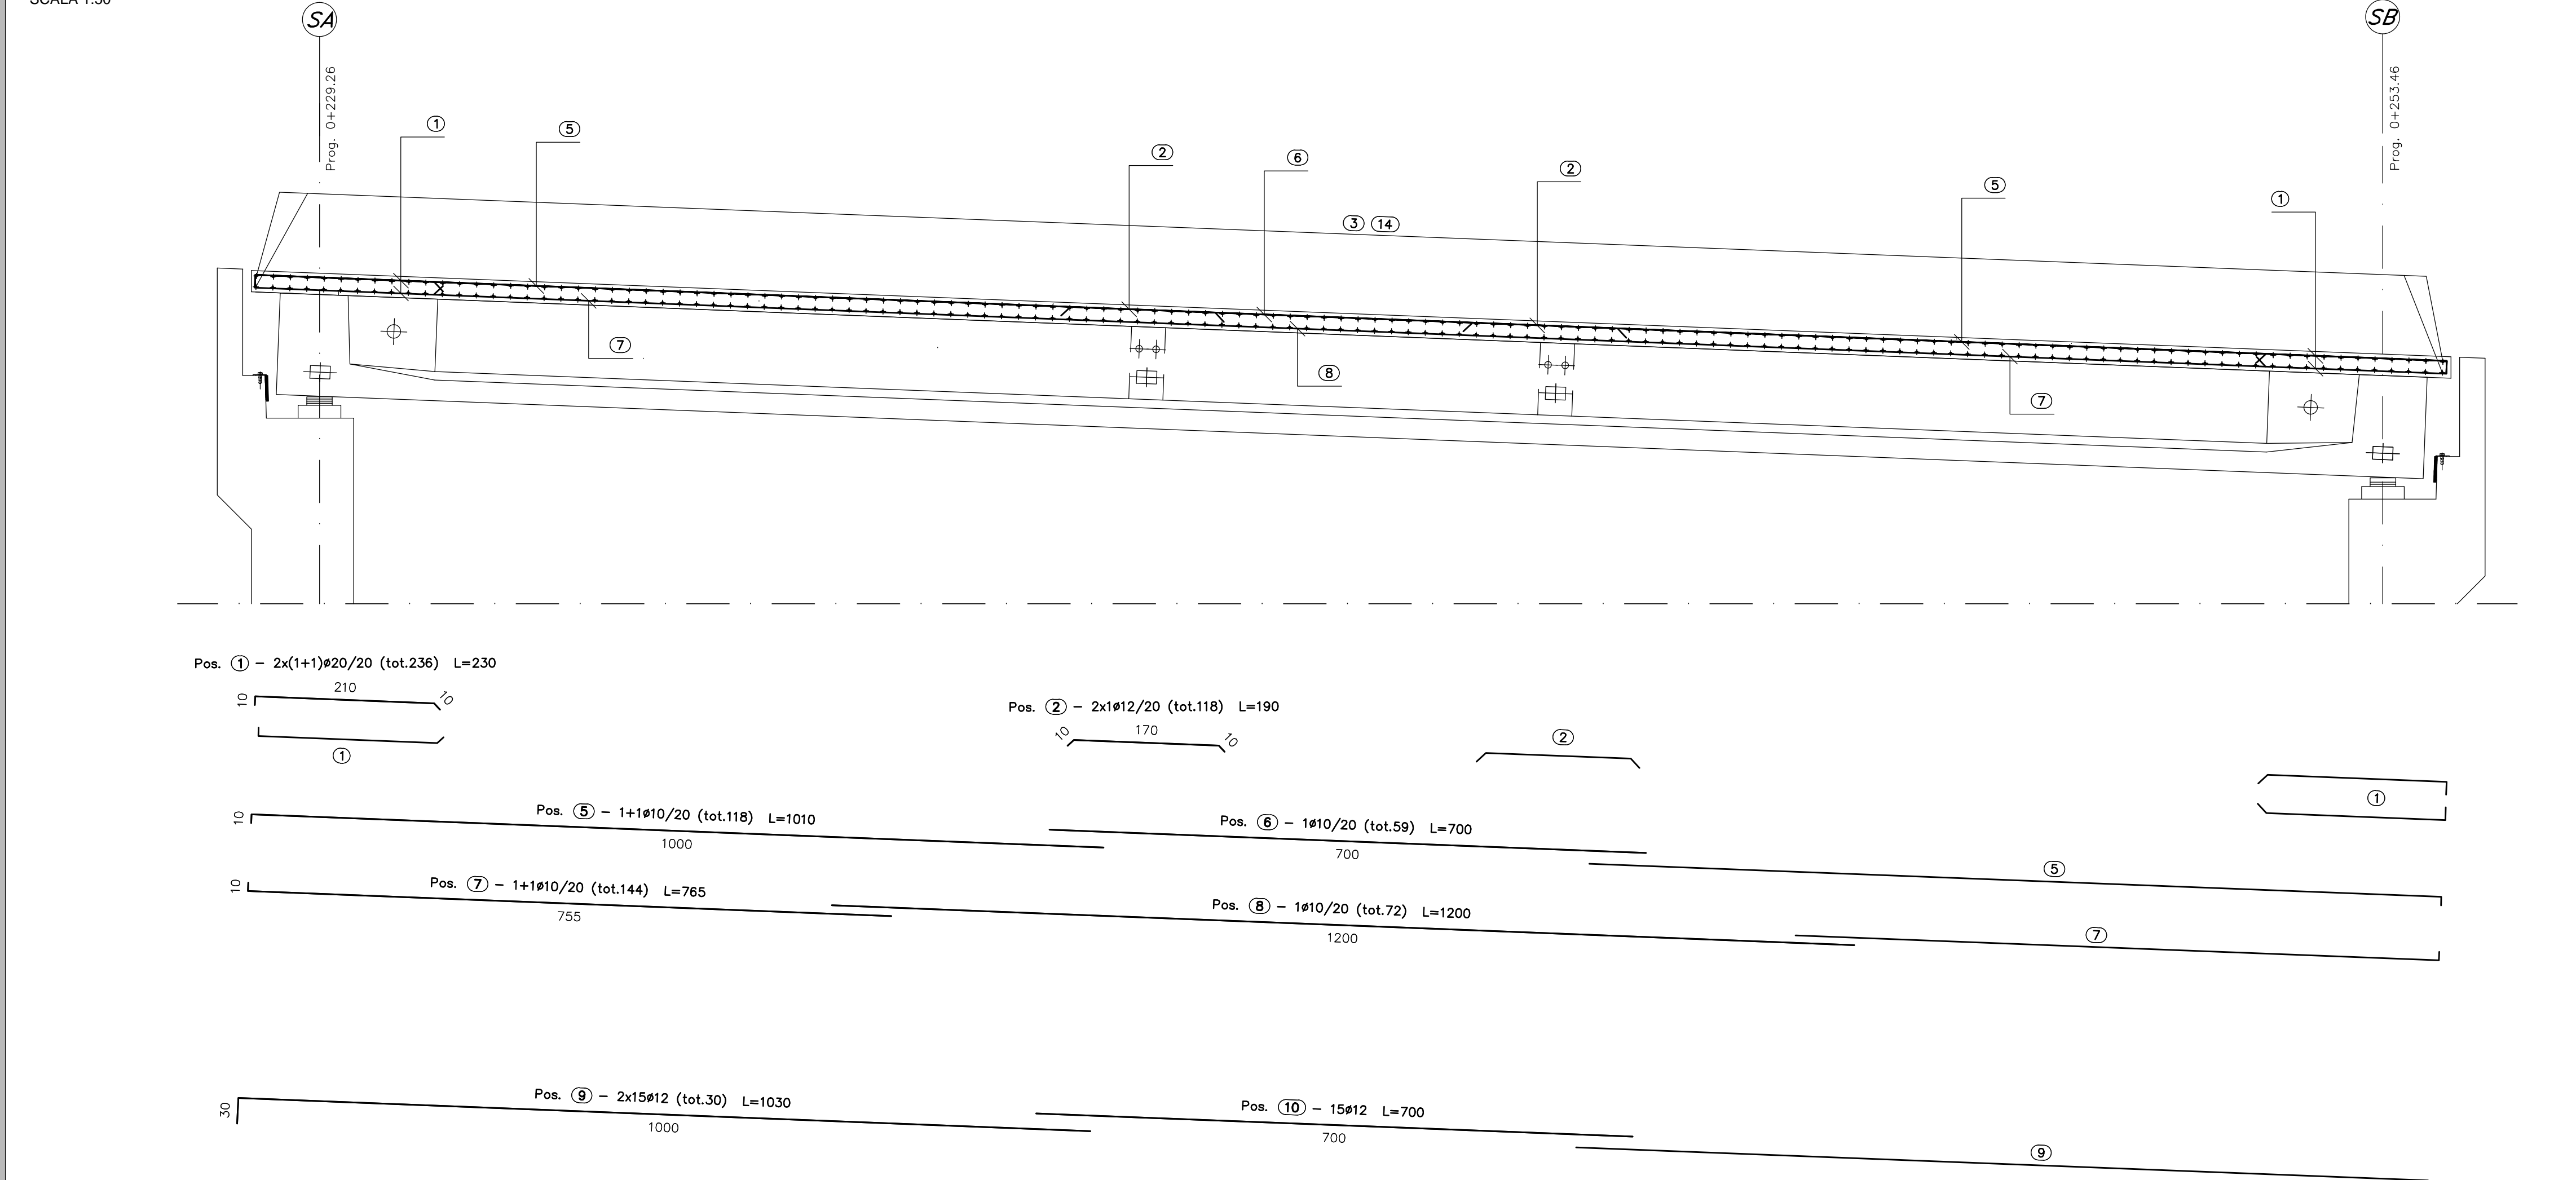 SCALA 1:50
SA
SB
Prog. 0+229.26
Prog. 0+253.46
1
5
2
6
2
5
1
3 14
7
8
7
Pos. 1 - 2x(1+1)ø20/20 (tot.236) L=230
10
210
10
1
Pos. 2 - 2x1ø12/20 (tot.118) L=190
10
170
10
2
1
Pos. 5 - 1+1ø10/20 (tot.118) L=1010
10
1000
Pos. 6 - 1ø10/20 (tot.59) L=700
700
5
Pos. 7 - 1+1ø10/20 (tot.144) L=765
10
755
Pos. 8 - 1ø10/20 (tot.72) L=1200
1200
7
Pos. 9 - 2x15ø12 (tot.30) L=1030
30
1000
Pos. 10 - 15ø12 L=700
700
9